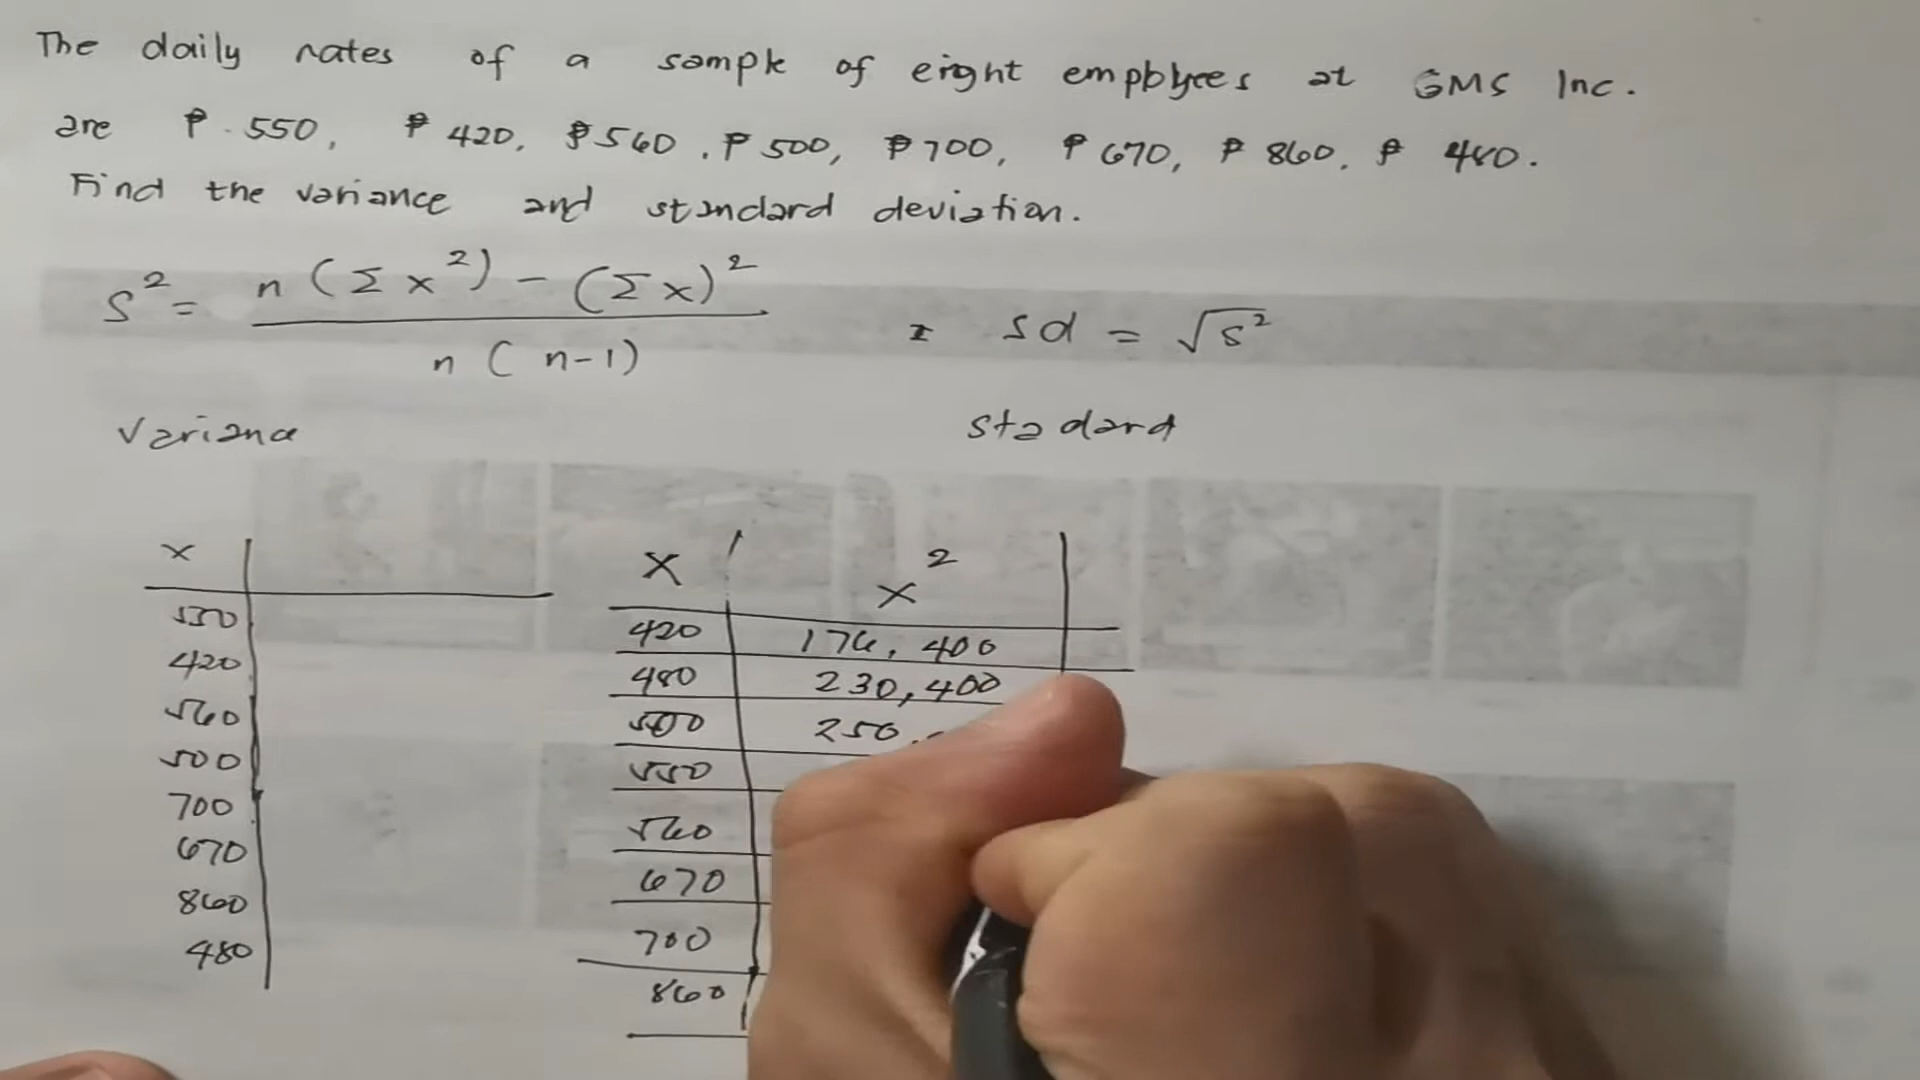 The daily rates of a sample of eight employees at GMS Inc.
are ₱ 550, ₱ 420, ₱ 560, ₱ 500, ₱ 700, ₱ 670, ₱ 860, ₱ 480.
Find the variance and standard deviation.
s² = n(Σx²) - (Σx)² / n(n-1)
sd = √s²
Variance
stadard
x
550
420
560
500
700
670
860
480
x x²
420 176,400
480 230,400
500 250,
550
560
670
700
860